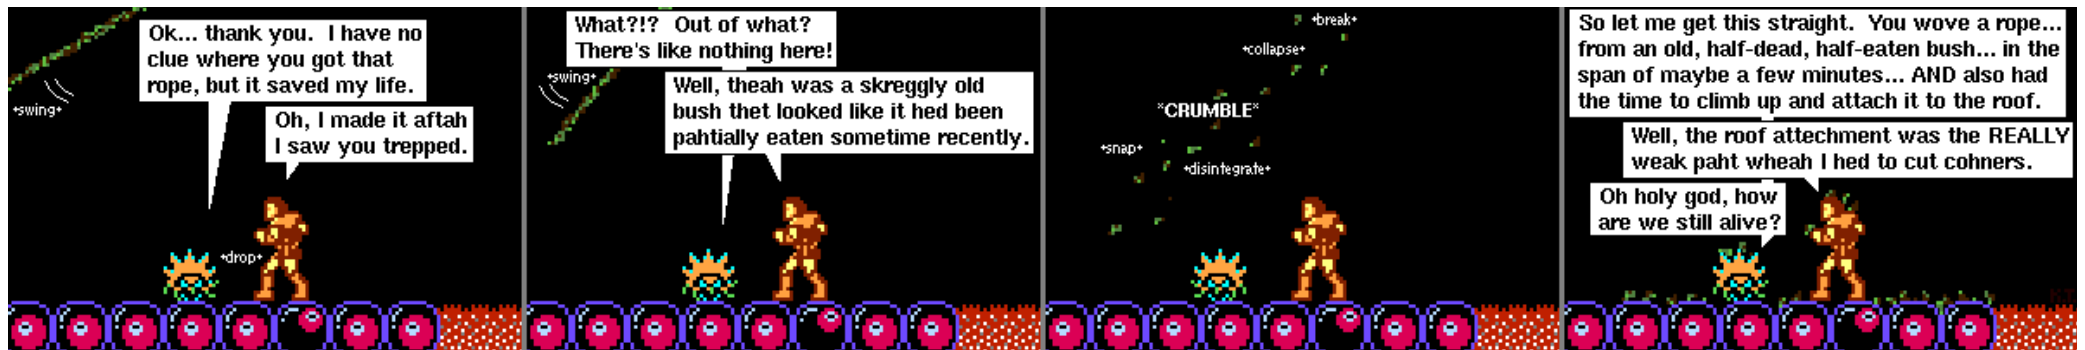 Ok... thank you.  I have no
clue where you got that
rope, but it saved my life.
*swing*
Oh, I made it aftah
I saw you trepped.
*drop*
What?!?  Out of what?
There's like nothing here!
*swing*
Well, theah was a skreggly old
bush thet looked like it hed been
pahtially eaten sometime recently.
*break*
*collapse*
*CRUMBLE*
*snap*
*disintegrate*
So let me get this straight.  You wove a rope...
from an old, half-dead, half-eaten bush... in the
span of maybe a few minutes... AND also had
the time to climb up and attach it to the roof.
Well, the roof attechment was the REALLY
weak paht wheah I hed to cut cohners.
Oh holy god, how
are we still alive?